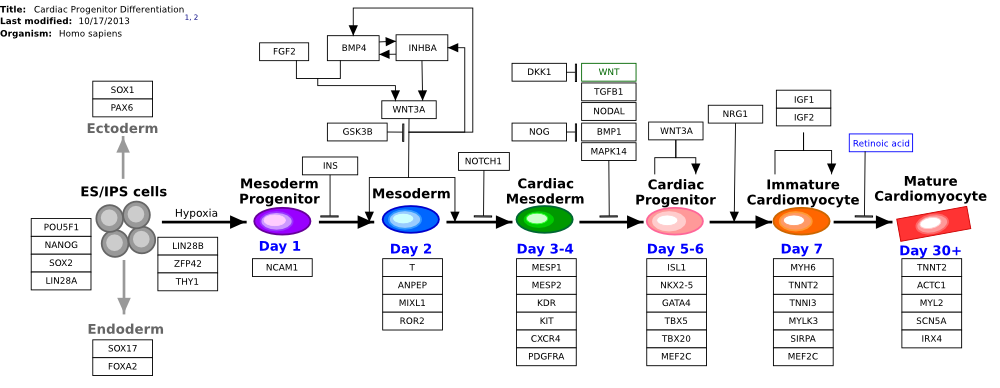 Title: Cardiac Progenitor Differentiation
Last modified: 10/17/2013
Organism: Homo sapiens
1, 2
FGF2
BMP4
INHBA
WNT3A
GSK3B
INS
NOTCH1
DKK1
WNT
TGFB1
NODAL
NOG
BMP1
MAPK14
WNT3A
NRG1
IGF1
IGF2
Retinoic acid
SOX1
PAX6
Ectoderm
ES/IPS cells
POU5F1
NANOG
SOX2
LIN28A
Hypoxia
LIN28B
ZFP42
THY1
Endoderm
SOX17
FOXA2
Mesoderm
Progenitor
Day 1
NCAM1
Mesoderm
Day 2
T
ANPEP
MIXL1
ROR2
Cardiac
Mesoderm
Day 3-4
MESP1
MESP2
KDR
KIT
CXCR4
PDGFRA
Cardiac
Progenitor
Day 5-6
ISL1
NKX2-5
GATA4
TBX5
TBX20
MEF2C
Immature
Cardiomyocyte
Day 7
MYH6
TNNT2
TNNI3
MYLK3
SIRPA
MEF2C
Mature
Cardiomyocyte
Day 30+
TNNT2
ACTC1
MYL2
SCN5A
IRX4